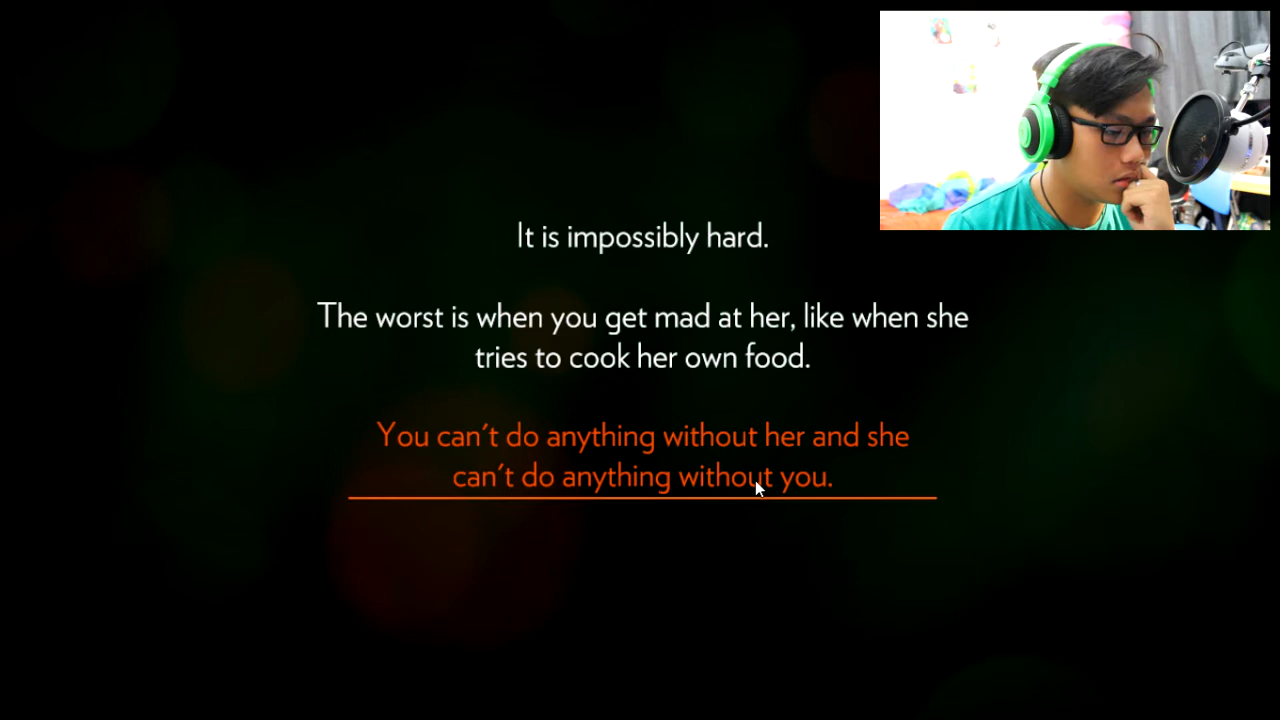 It is impossibly hard.
The worst is when you get mad at her, like when she
tries to cook her own food.
You can't do anything without her and she
can't do anything without you.